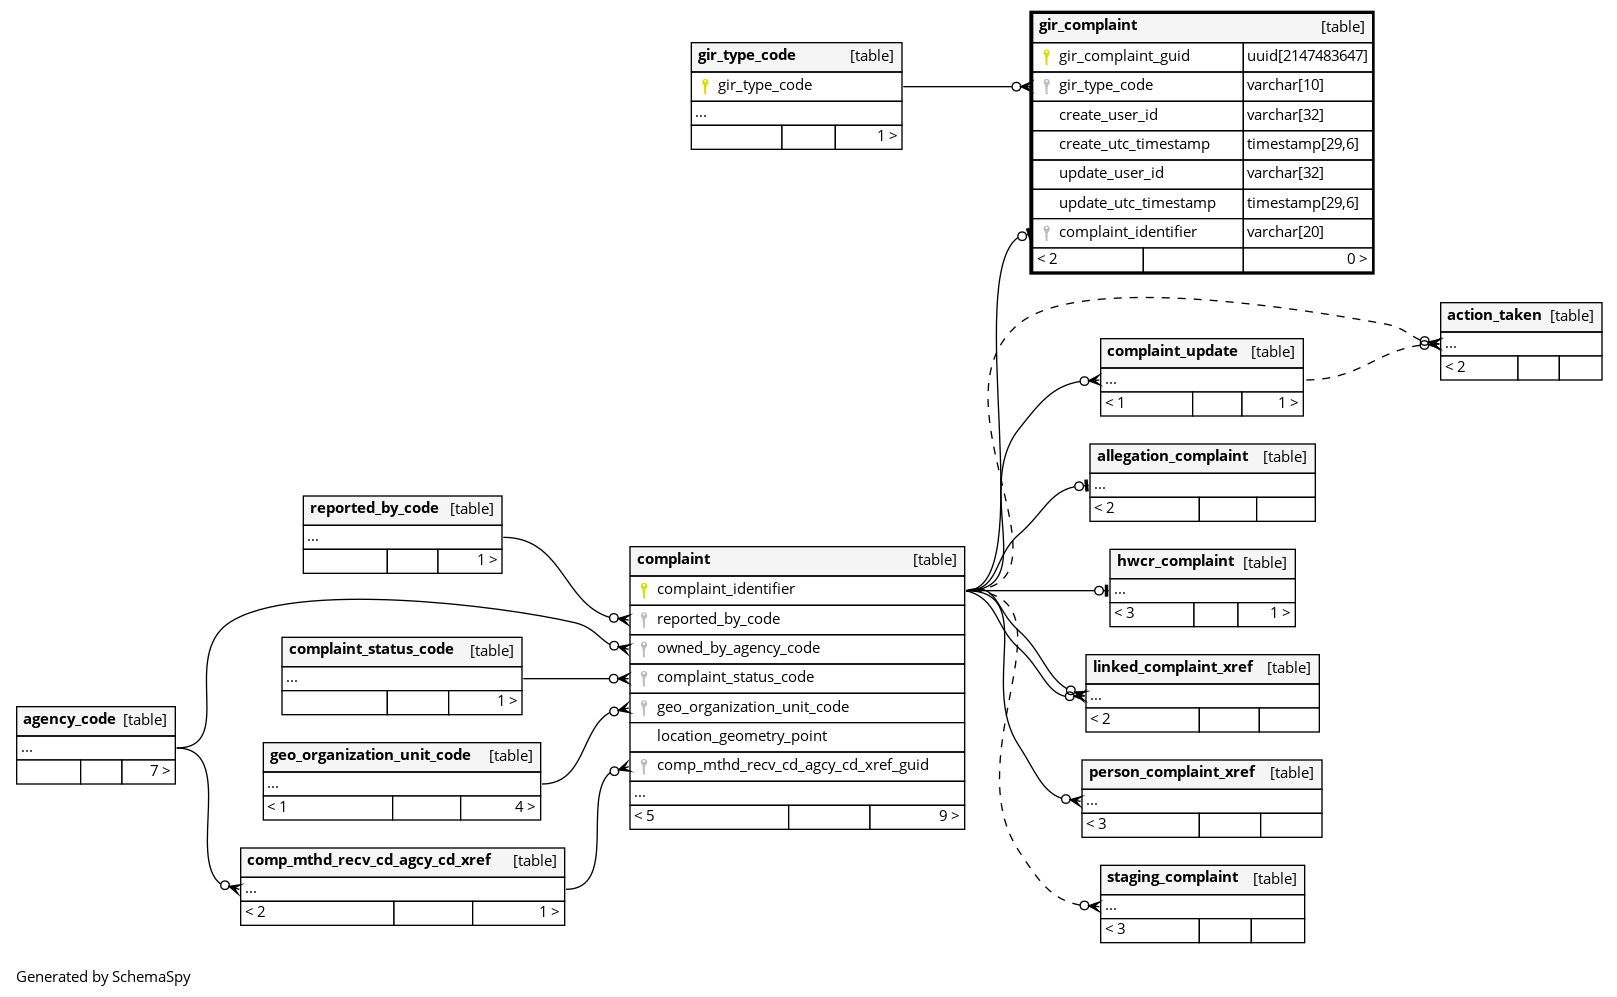 gir_complaint [table]
gir_complaint_guid uuid[2147483647]
gir_type_code varchar[10]
create_user_id varchar[32]
create_utc_timestamp timestamp[29,6]
update_user_id varchar[32]
update_utc_timestamp timestamp[29,6]
complaint_identifier varchar[20]
< 2 0 >
gir_type_code [table]
gir_type_code
...
1 >
action_taken [table]
...
< 2
complaint_update [table]
...
< 1 1 >
allegation_complaint [table]
...
< 2
reported_by_code [table]
...
1 >
complaint [table]
complaint_identifier
reported_by_code
owned_by_agency_code
complaint_status_code
geo_organization_unit_code
location_geometry_point
comp_mthd_recv_cd_agcy_cd_xref_guid
...
< 5 9 >
hwcr_complaint [table]
...
< 3 1 >
complaint_status_code [table]
...
1 >
linked_complaint_xref [table]
...
< 2
agency_code [table]
...
7 >
geo_organization_unit_code [table]
...
< 1 4 >
person_complaint_xref [table]
...
< 3
comp_mthd_recv_cd_agcy_cd_xref [table]
...
< 2 1 >
staging_complaint [table]
...
< 3
Generated by SchemaSpy